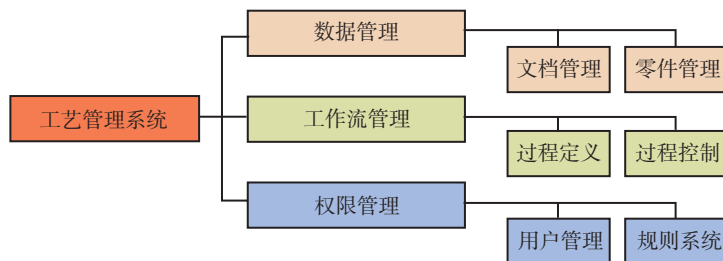 数据管理
文档管理
零件管理
工艺管理系统
工作流管理
过程定义
过程控制
权限管理
用户管理
规则系统